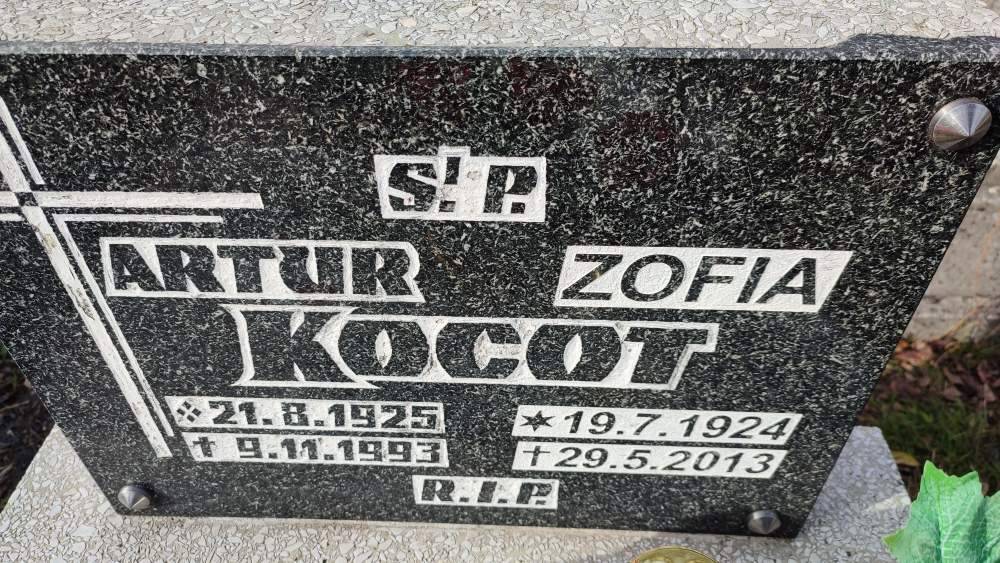 Ś.P.
ARTUR ZOFIA
KOCOT
21.8.1925 19.7.1924
† 9.11.1993 † 29.5.2013
R.I.P.